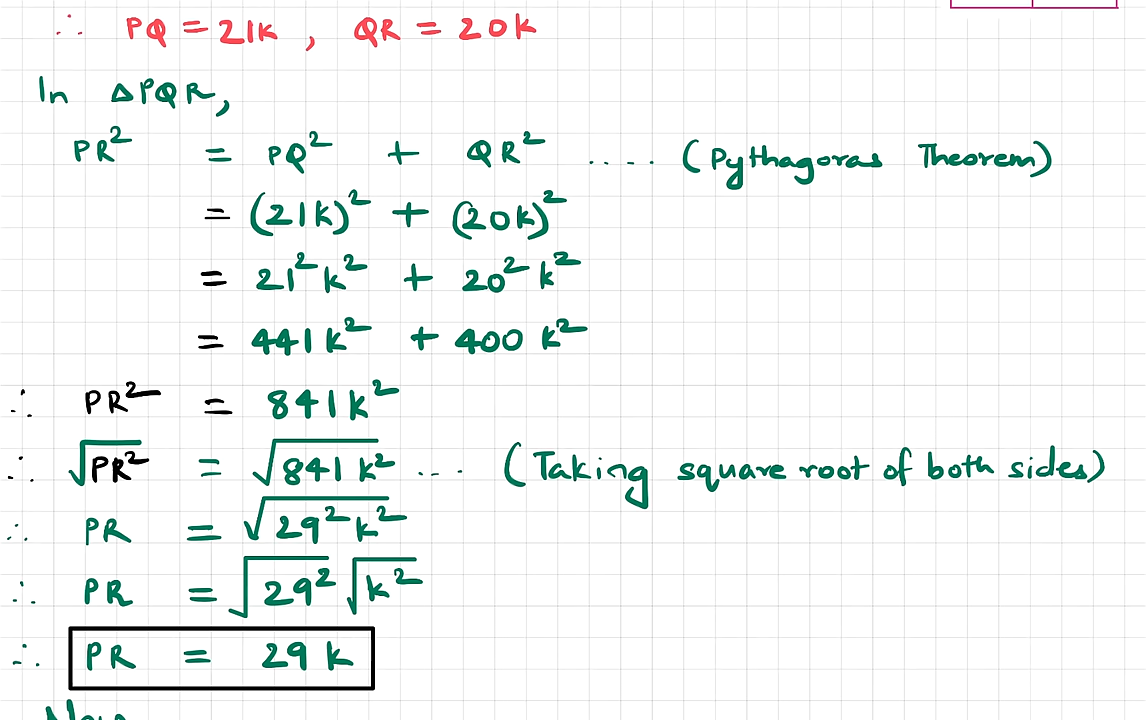 ∴ PQ = 21k , QR = 20k
In ΔPQR,
PR² = PQ² + QR² .... (Pythagoras Theorem)
= (21k)² + (20k)²
= 21²k² + 20²k²
= 441k² + 400k²
∴ PR² = 841k²
∴ √PR² = √841k² .... (Taking square root of both sides)
∴ PR = √29²k²
∴ PR = √29² √k²
∴ PR = 29k